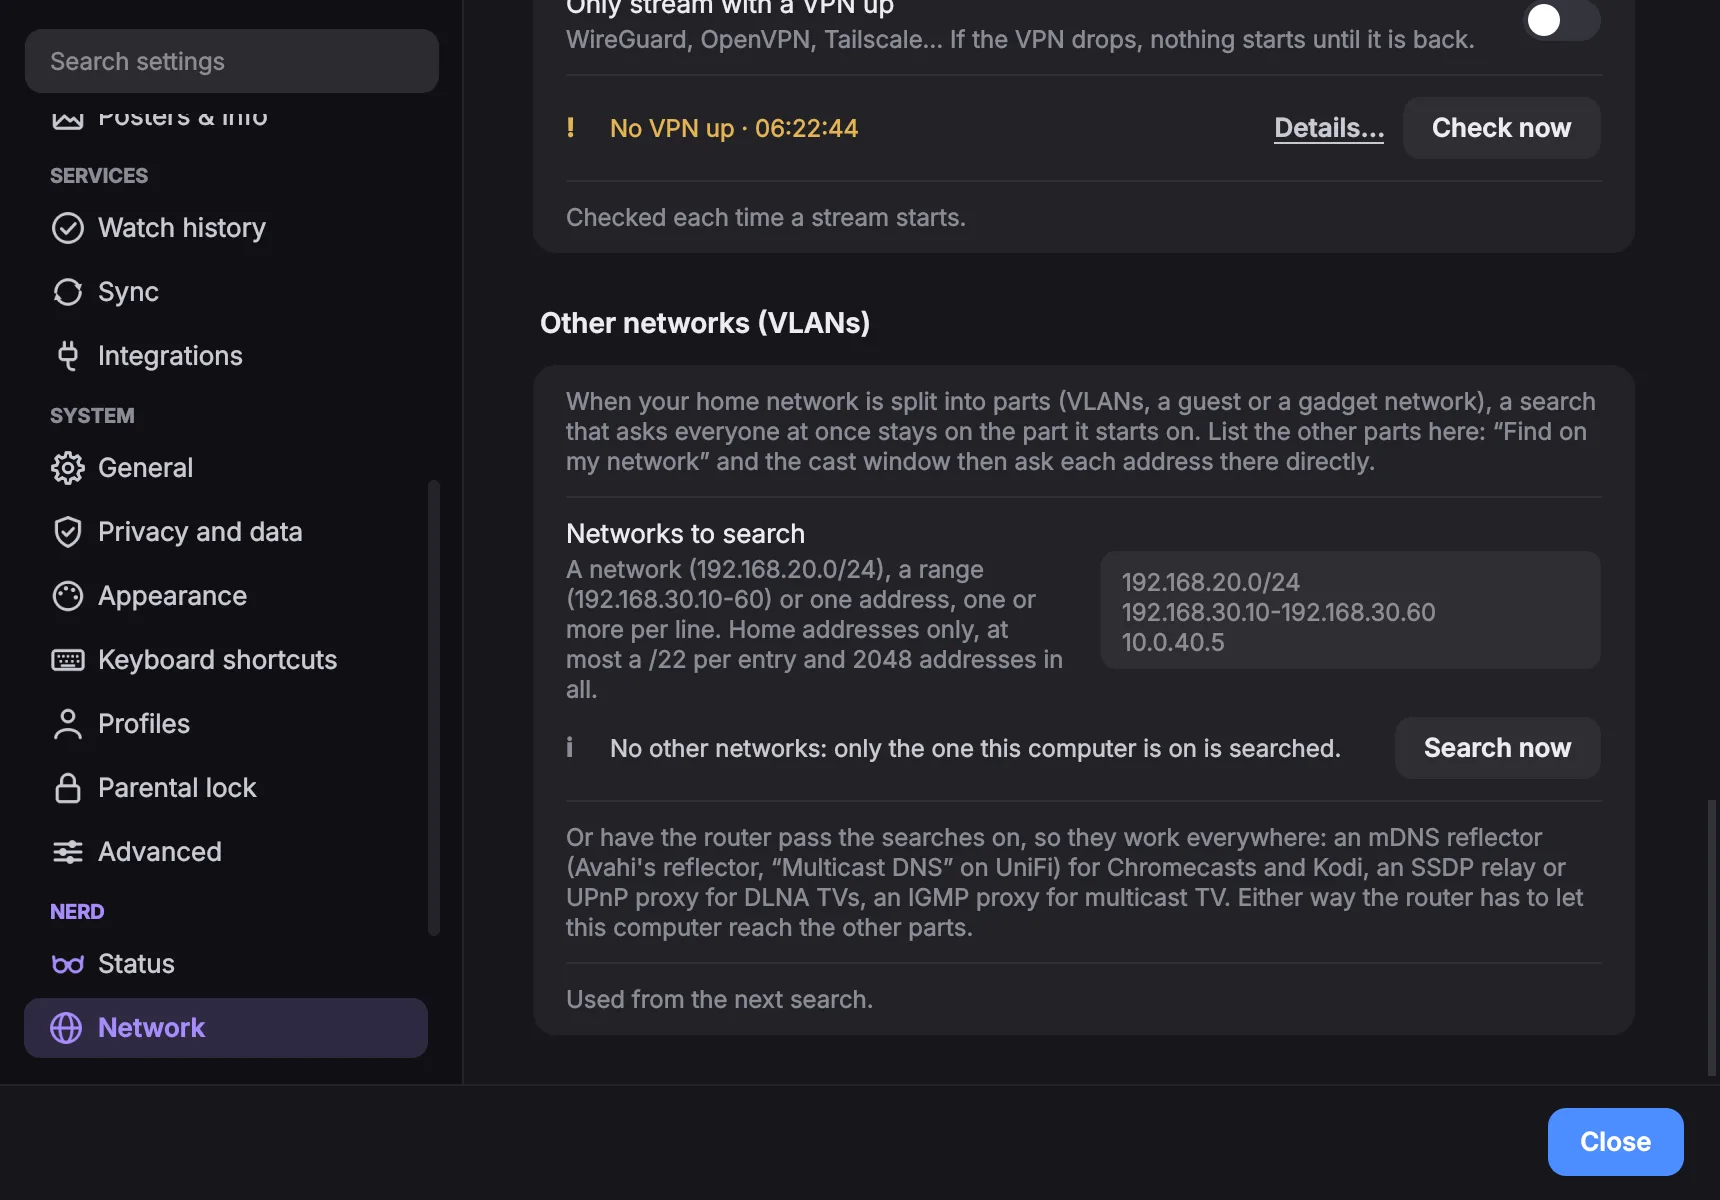 Search settings
Posters & info
SERVICES
Watch history
Sync
Integrations
SYSTEM
General
Privacy and data
Appearance
Keyboard shortcuts
Profiles
Parental lock
Advanced
NERD
Status
Network
Only stream with a VPN up
WireGuard, OpenVPN, Tailscale... If the VPN drops, nothing starts until it is back.
! No VPN up · 06:22:44
Details...
Check now
Checked each time a stream starts.
Other networks (VLANs)
When your home network is split into parts (VLANs, a guest or a gadget network), a search
that asks everyone at once stays on the part it starts on. List the other parts here: “Find on
my network” and the cast window then ask each address there directly.
Networks to search
A network (192.168.20.0/24), a range
(192.168.30.10-60) or one address, one or
more per line. Home addresses only, at
most a /22 per entry and 2048 addresses in
all.
192.168.20.0/24
192.168.30.10-192.168.30.60
10.0.40.5
i No other networks: only the one this computer is on is searched.
Search now
Or have the router pass the searches on, so they work everywhere: an mDNS reflector
(Avahi's reflector, “Multicast DNS” on UniFi) for Chromecasts and Kodi, an SSDP relay or
UPnP proxy for DLNA TVs, an IGMP proxy for multicast TV. Either way the router has to let
this computer reach the other parts.
Used from the next search.
Close